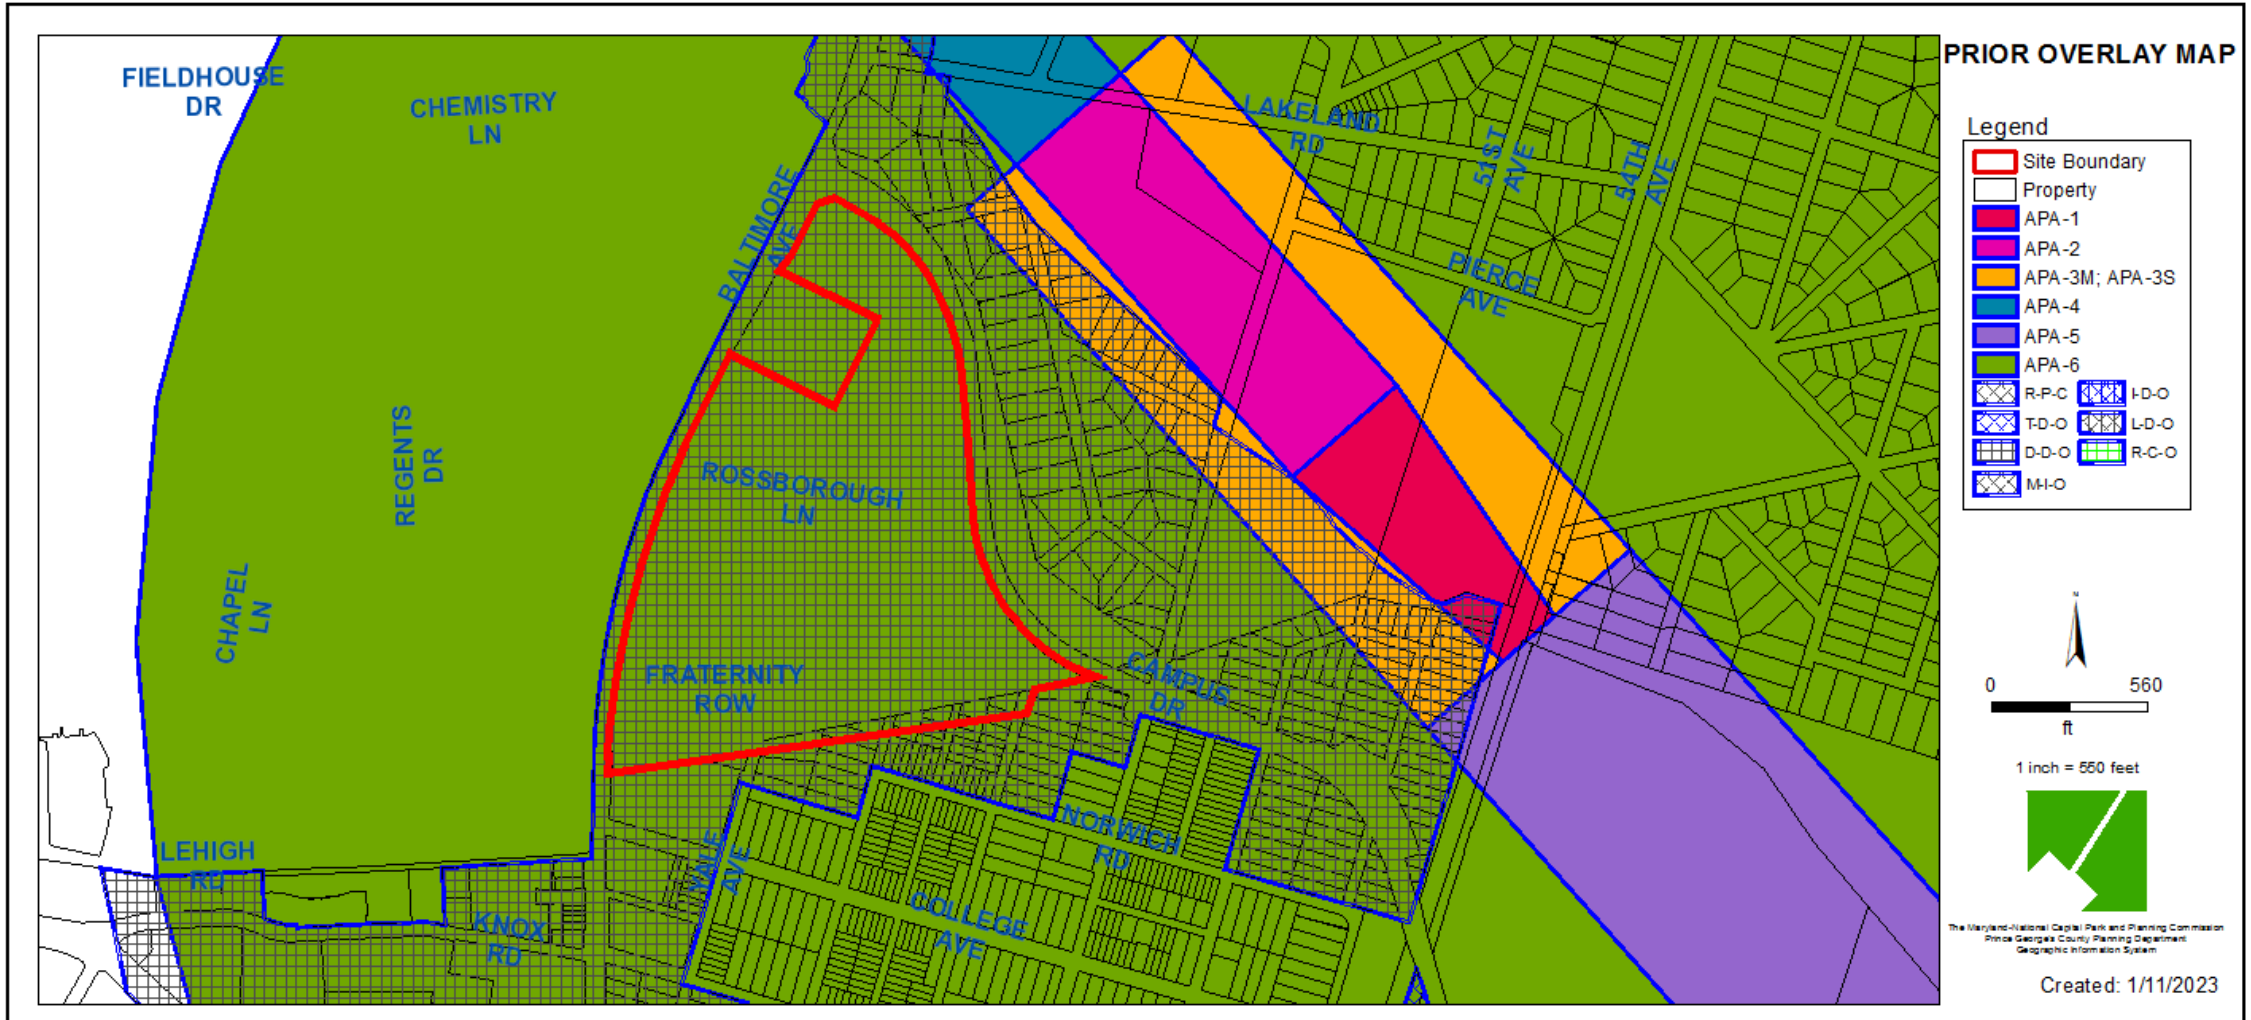 PRIOR OVERLAY MAP
FIELDHOUSE
DR
CHEMISTRY
LN
LAKELAND
RD
51ST
AVE
54TH
AVE
BALTIMORE
AVE
PIERCE
AVE
REGENTS
DR
ROSSBOROUGH
LN
CHAPEL
LN
FRATERNITY
ROW
CAMPUS
DR
LEHIGH
RD
YALE
AVE
NORWICH
RD
KNOX
RD
COLLEGE
AVE
Legend
Site Boundary
Property
APA-1
APA-2
APA-3M; APA-3S
APA-4
APA-5
APA-6
R-P-C I-D-O
T-D-O L-D-O
D-D-O R-C-O
M-I-O
N
0 560
ft
1 inch = 550 feet
The Maryland-National Capital Park and Planning Commission
Prince George's County Planning Department
Geographic Information System
Created: 1/11/2023